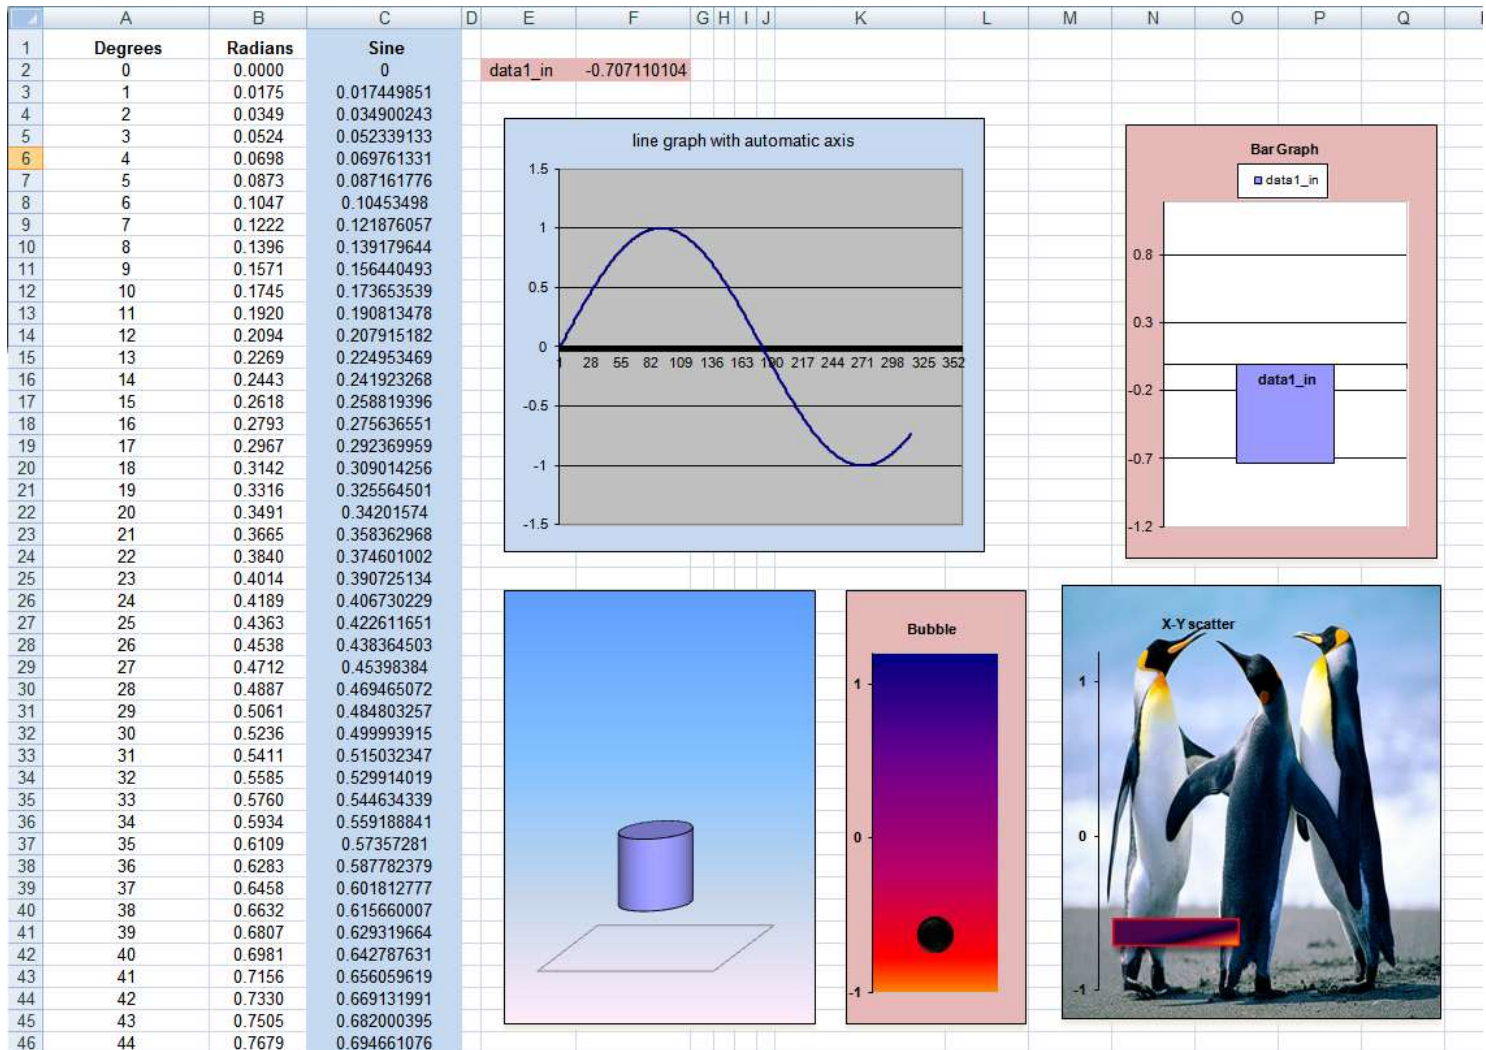 A B C D E F G H I J K L M N O P Q
1 Degrees Radians Sine
2 0 0.0000 0 data1_in -0.707110104
3 1 0.0175 0.017449851
4 2 0.0349 0.034900243
5 3 0.0524 0.052339133
6 4 0.0698 0.069761331
7 5 0.0873 0.087161776
8 6 0.1047 0.10453498
9 7 0.1222 0.121876057
10 8 0.1396 0.139179644
11 9 0.1571 0.156440493
12 10 0.1745 0.173653539
13 11 0.1920 0.190813478
14 12 0.2094 0.207915182
15 13 0.2269 0.224953469
16 14 0.2443 0.241923268
17 15 0.2618 0.258819396
18 16 0.2793 0.275636551
19 17 0.2967 0.292369959
20 18 0.3142 0.309014256
21 19 0.3316 0.325564501
22 20 0.3491 0.34201574
23 21 0.3665 0.358362968
24 22 0.3840 0.374601002
25 23 0.4014 0.390725134
26 24 0.4189 0.406730229
27 25 0.4363 0.422611651
28 26 0.4538 0.438364503
29 27 0.4712 0.45398384
30 28 0.4887 0.469465072
31 29 0.5061 0.484803257
32 30 0.5236 0.499993915
33 31 0.5411 0.515032347
34 32 0.5585 0.529914019
35 33 0.5760 0.544634339
36 34 0.5934 0.559188841
37 35 0.6109 0.57357281
38 36 0.6283 0.587782379
39 37 0.6458 0.601812777
40 38 0.6632 0.615660007
41 39 0.6807 0.629319664
42 40 0.6981 0.642787631
43 41 0.7156 0.656059619
44 42 0.7330 0.669131991
45 43 0.7505 0.682000395
46 44 0.7679 0.694661076
line graph with automatic axis
1.5
1
0.5
0
1 28 55 82 109 136 163 190 217 244 271 298 325 352
-0.5
-1
-1.5
Bar Graph
data1_in
0.8
0.3
data1_in
-0.2
-0.7
-1.2
Bubble
1
0
-1
X-Y scatter
1
0
-1